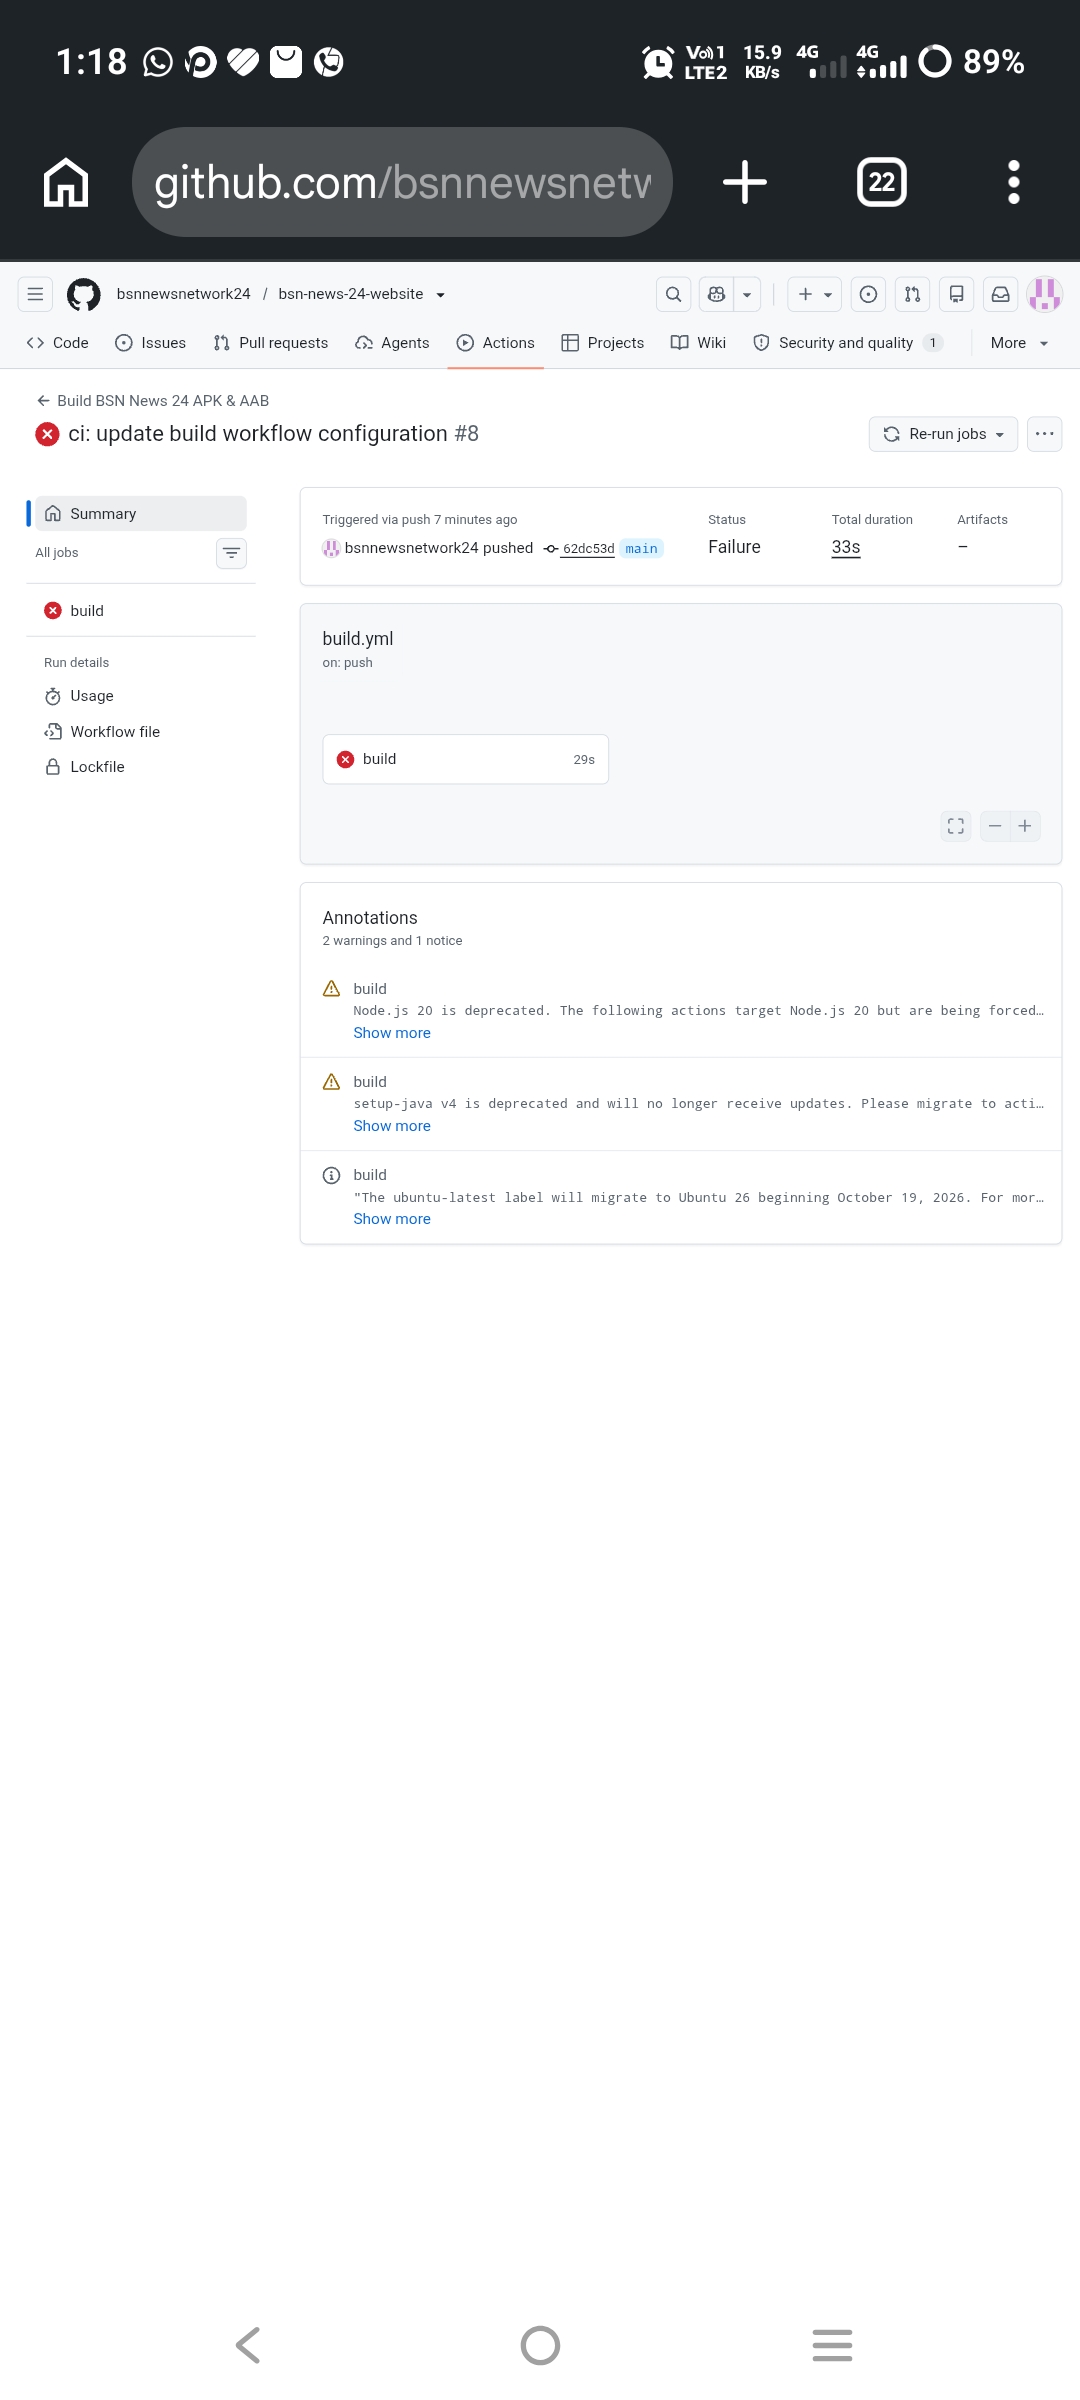 1:18
Vo)) 1 LTE2
15.9 KB/s
4G
4G
89%
github.com/bsnnewsnetw
22
bsnnewsnetwork24 / bsn-news-24-website
Code
Issues
Pull requests
Agents
Actions
Projects
Wiki
Security and quality 1
More
Build BSN News 24 APK & AAB
ci: update build workflow configuration #8
Re-run jobs
Summary
All jobs
build
Run details
Usage
Workflow file
Lockfile
Triggered via push 7 minutes ago
bsnnewsnetwork24 pushed 62dc53d main
Status
Failure
Total duration
33s
Artifacts
–
build.yml
on: push
build 29s
Annotations
2 warnings and 1 notice
build
Node.js 20 is deprecated. The following actions target Node.js 20 but are being forced…
Show more
build
setup-java v4 is deprecated and will no longer receive updates. Please migrate to acti…
Show more
build
"The ubuntu-latest label will migrate to Ubuntu 26 beginning October 19, 2026. For mor…
Show more